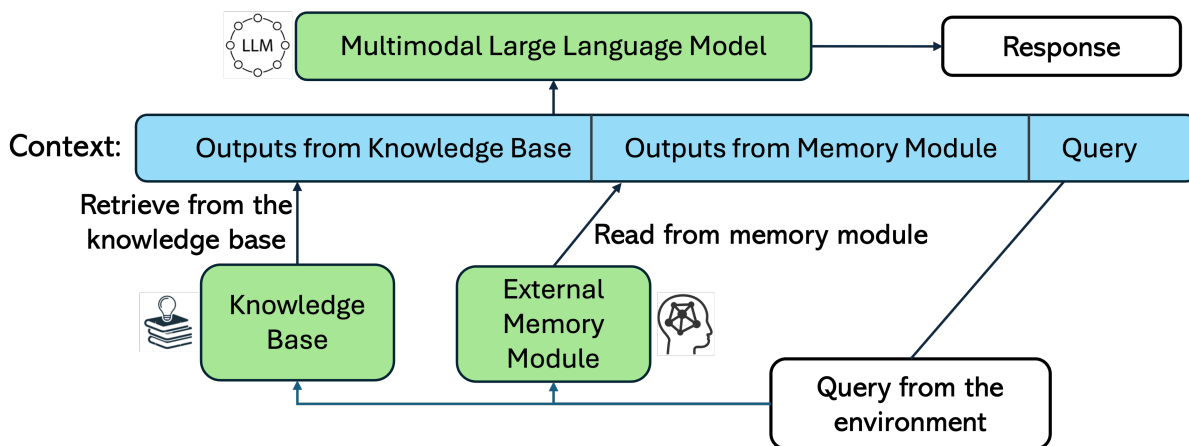 LLM
Multimodal Large Language Model
Response
Context:
Outputs from Knowledge Base
Outputs from Memory Module
Query
Retrieve from the
knowledge base
Read from memory module
Knowledge
Base
External
Memory
Module
Query from the
environment